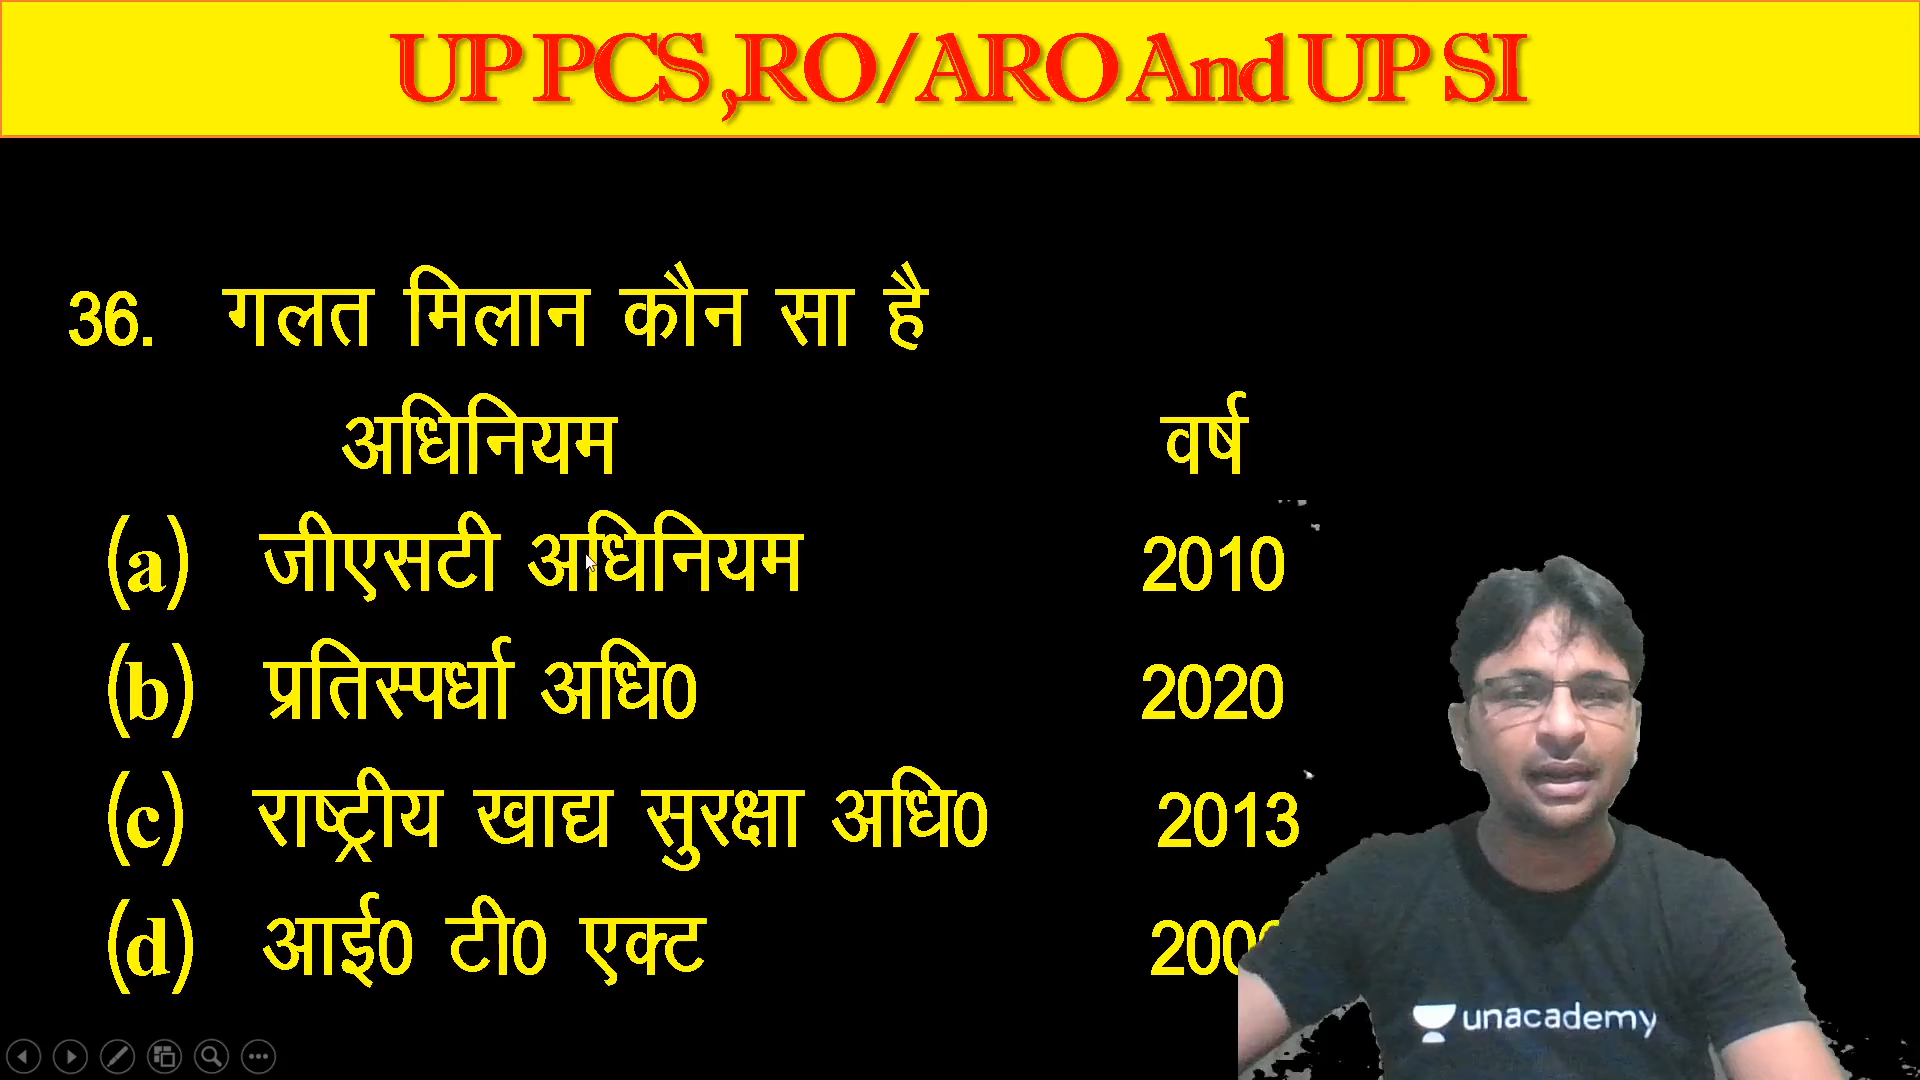 UP PCS ,RO/ARO And UP SI
36. गलत मिलान कौन सा है
अधिनियम वर्ष
(a) जीएसटी अधिनियम 2010
(b) प्रतिस्पर्धा अधि0 2020
(c) राष्ट्रीय खाद्य सुरक्षा अधि0 2013
(d) आई0 टी0 एक्ट
unacademy